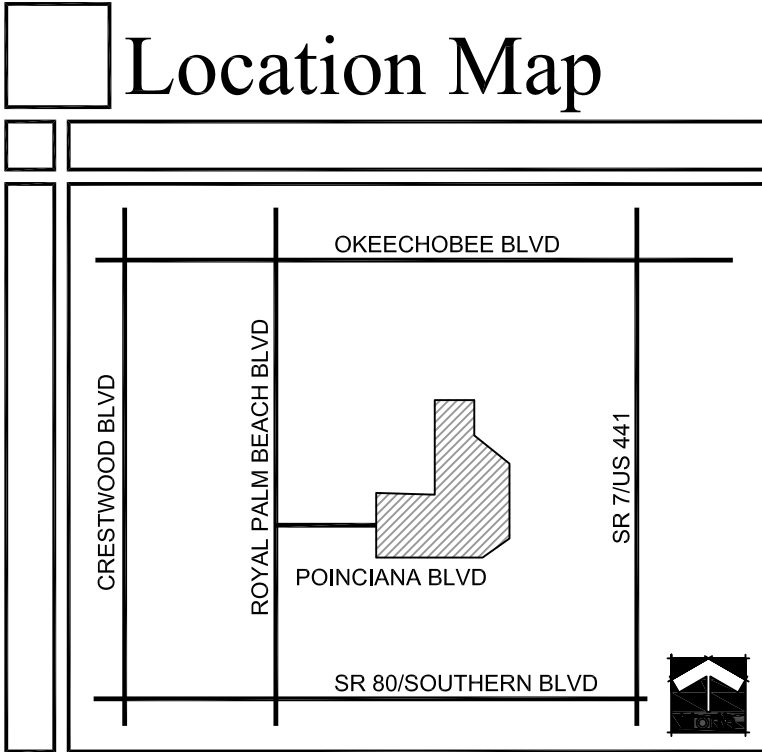 Location Map
OKEECHOBEE BLVD
CRESTWOOD BLVD
ROYAL PALM BEACH BLVD
SR 7/US 441
POINCIANA BLVD
SR 80/SOUTHERN BLVD